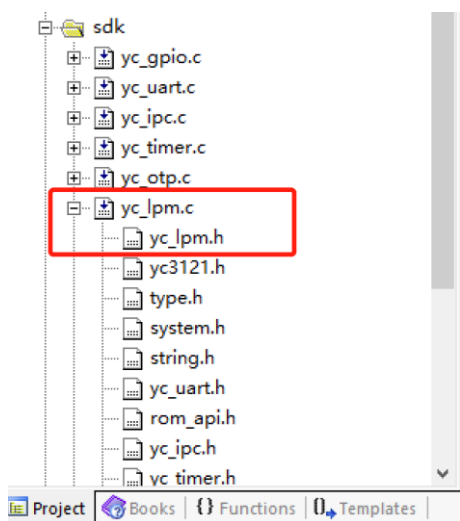 sdk
yc_gpio.c
yc_uart.c
yc_ipc.c
yc_timer.c
yc_otp.c
yc_lpm.c
yc_lpm.h
yc3121.h
type.h
system.h
string.h
yc_uart.h
rom_api.h
yc_ipc.h
yc_timer.h
Project Books {} Functions 0 Templates